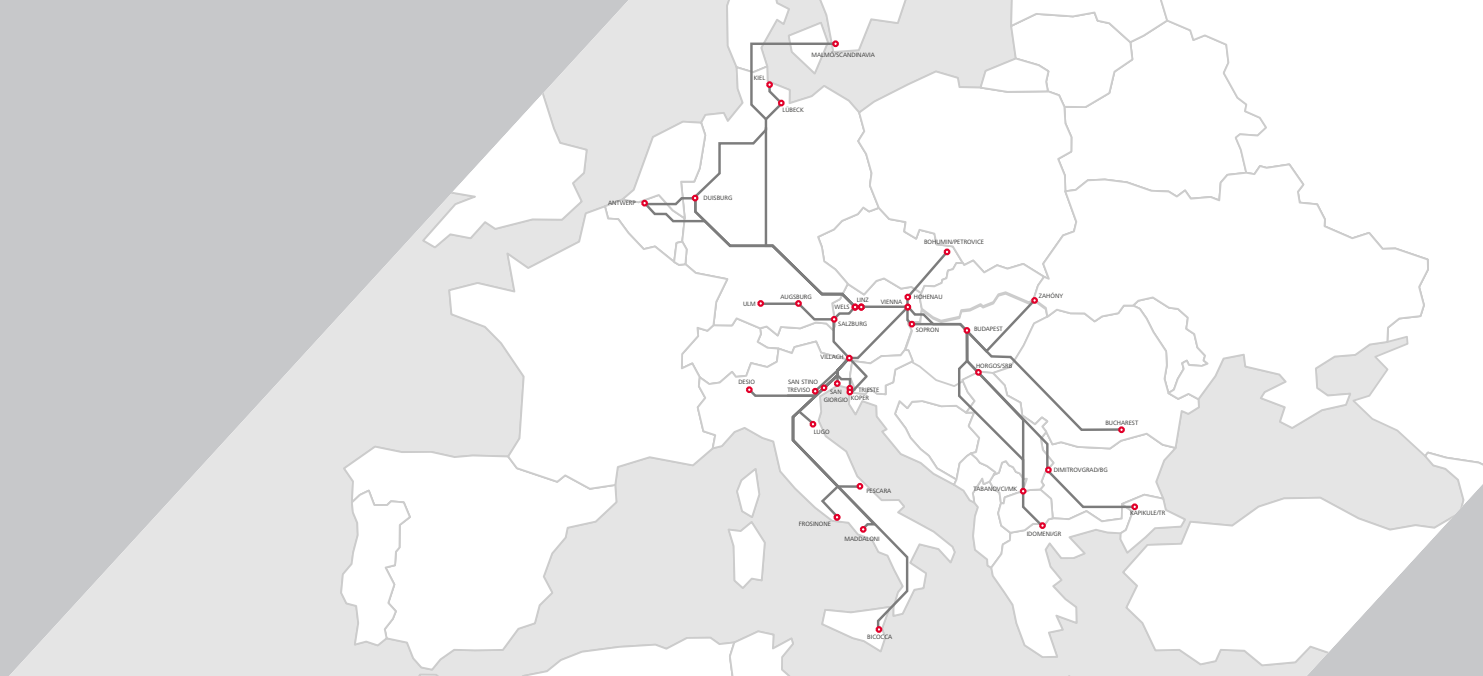 MALMO/SCANDINAVIA
KIEL
LÜBECK
ANTWERP
DUISBURG
BOHUMIN/PETROVICE
ULM
AUGSBURG
WELS
LINZ
VIENNA
HOHENAU
ZAHONY
SALZBURG
SOPRON
BUDAPEST
VILLACH
HORGOS/SRB
DESIO
SAN STINO
TREVISO
SAN
GIORGIO
TRIESTE
KOPER
LUGO
BUCHAREST
DIMITROVGRAD/BG
TABANOVCI/MK
PESCARA
KAPIKULE/TR
FROSINONE
MADDALONI
IDOMENI/GR
BICOCCA